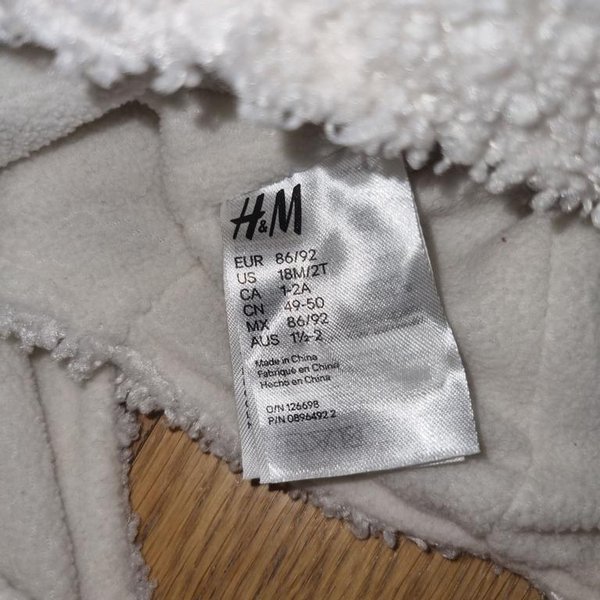 H&M
EUR 86/92
US 18M/2T
CA 1-2A
CN 49-50
MX 86/92
AUS 1½-2
Made in China
Fabriqué en China
Hecho en China
O/N 126698
P/N 0896492.2